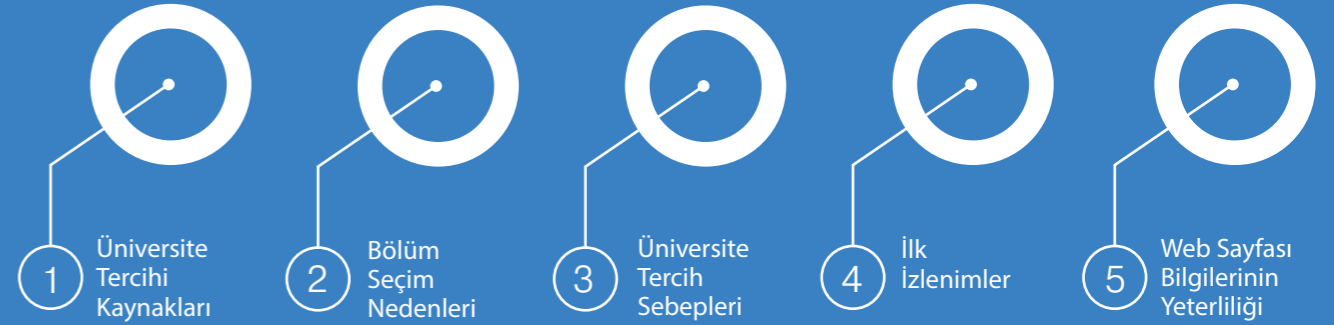 1
Üniversite
Tercihi
Kaynakları
2
Bölüm
Seçim
Nedenleri
3
Üniversite
Tercih
Sebepleri
4
İlk
İzlenimler
5
Web Sayfası
Bilgilerinin
Yeterliliği